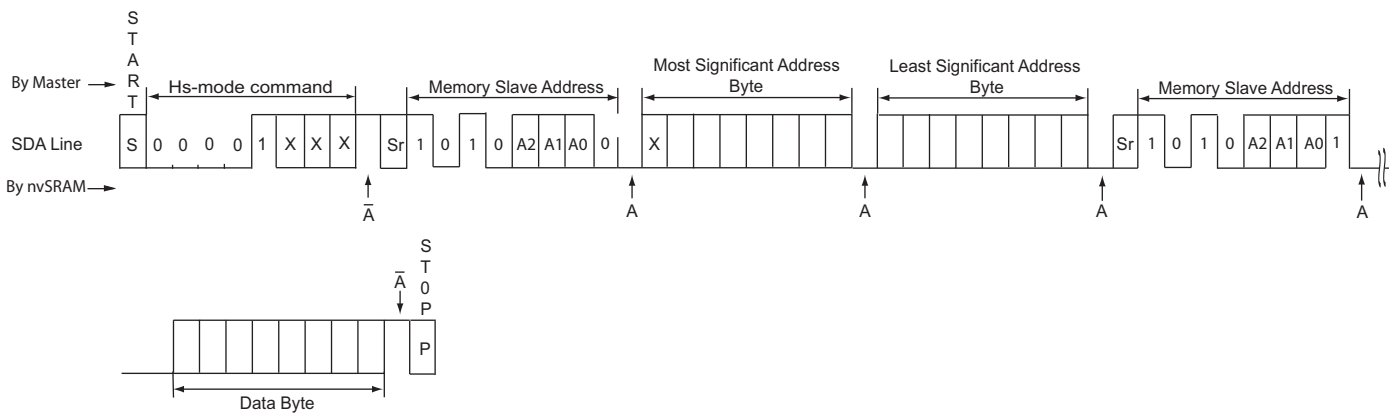 START
By Master
Hs-mode command
Memory Slave Address
Most Significant Address
Byte
Least Significant Address
Byte
Memory Slave Address
SDA Line
S 0 0 0 0 1 X X X Sr 1 0 1 0 A2 A1 A0 0 X Sr 1 0 1 0 A2 A1 A0 1
By nvSRAM
A̅ A A A A
A̅
ST0P
P
Data Byte